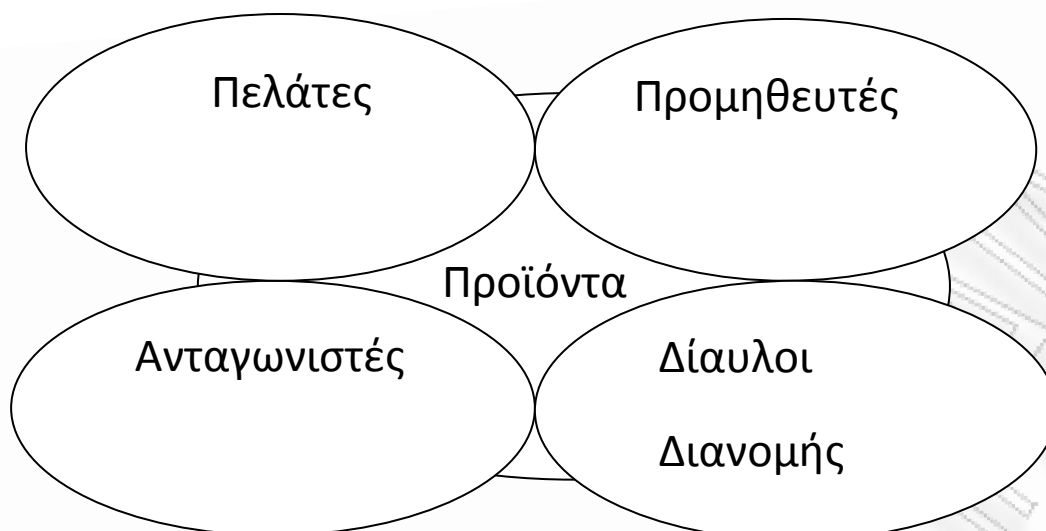 Πελάτες
Προμηθευτές
Προϊόντα
Ανταγωνιστές
Δίαυλοι
Διανομής